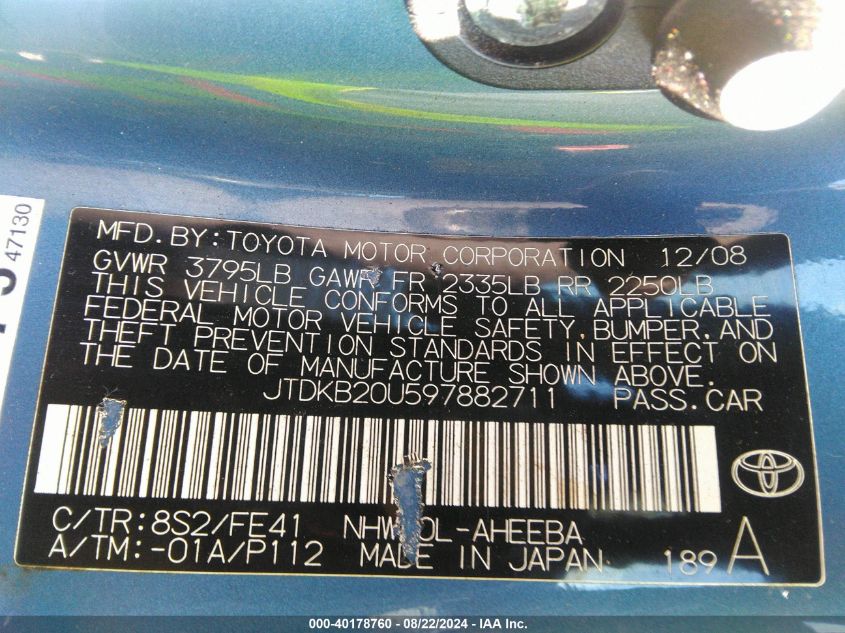 47130
MFD. BY: TOYOTA MOTOR CORPORATION 12/08
GVWR 3795LB GAWR FR 2335LB RR 2250LB
THIS VEHICLE CONFORMS TO ALL APPLICABLE
FEDERAL MOTOR VEHICLE SAFETY, BUMPER, AND
THEFT PREVENTION STANDARDS IN EFFECT ON
THE DATE OF MANUFACTURE SHOWN ABOVE.
JTDKB20U597882711 PASS. CAR
C/TR: 8S2/FE41 A
A/TM: -01A/P112 MADE IN JAPAN 189
000-40178760 - 08/22/2024 - IAA Inc.